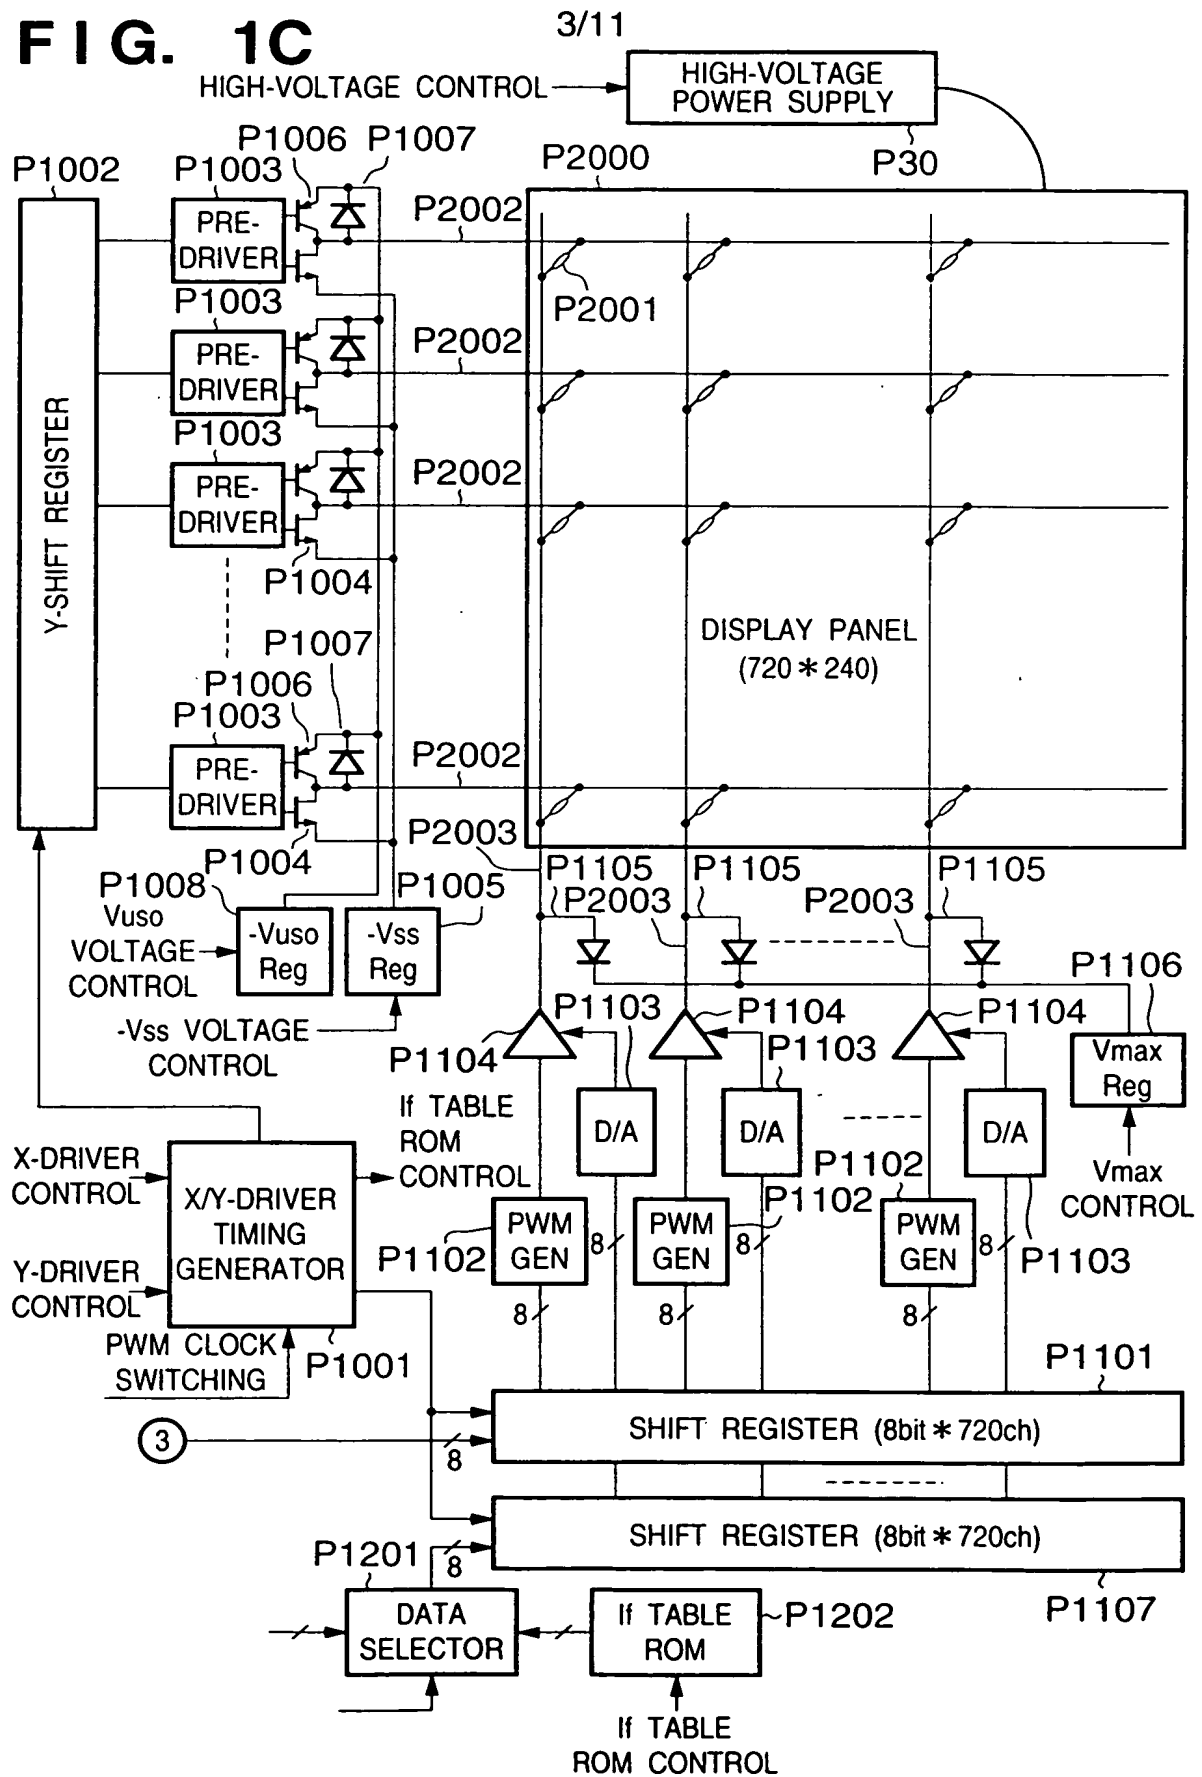 FIG. 1C
3/11
HIGH-VOLTAGE CONTROL
HIGH-VOLTAGE
POWER SUPPLY
P30
P1002
P1003
P1006
P1007
P2000
PRE-
DRIVER
P2002
P2001
P1003
PRE-
DRIVER
P2002
P1003
PRE-
DRIVER
P2002
P1004
Y-SHIFT REGISTER
DISPLAY PANEL
(720*240)
P1007
P1006
P1003
PRE-
DRIVER
P2002
P1004
P2003
P1008
P1005
P1105
P1105
P1105
P2003
P2003
Vuso
VOLTAGE
CONTROL
-Vuso
Reg
-Vss
Reg
-Vss VOLTAGE
CONTROL
P1106
Vmax
Reg
Vmax
CONTROL
P1104
P1103
P1104
P1103
P1104
D/A
D/A
D/A
If TABLE
ROM
CONTROL
X-DRIVER
CONTROL
Y-DRIVER
CONTROL
X/Y-DRIVER
TIMING
GENERATOR
P1102
PWM
GEN
8
8
PWM
GEN
P1102
8
8
P1102
PWM
GEN
8
8
P1103
PWM CLOCK
SWITCHING
P1001
P1101
3
8
SHIFT REGISTER (8bit*720ch)
SHIFT REGISTER (8bit*720ch)
8
P1107
P1201
DATA
SELECTOR
If TABLE
ROM
P1202
If TABLE
ROM CONTROL